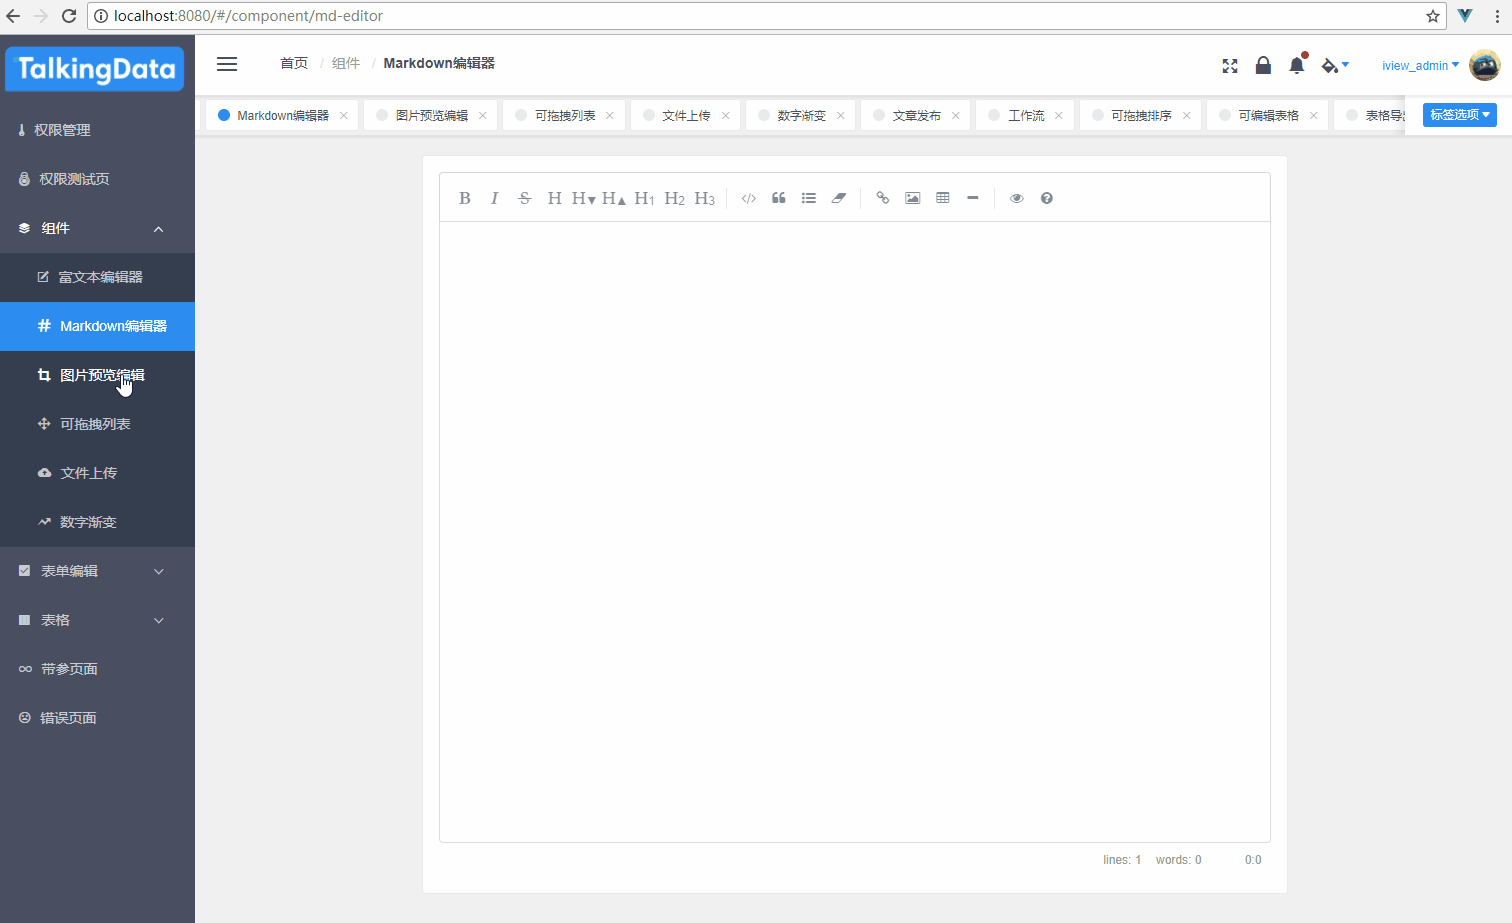 localhost:8080/#/component/md-editor
TalkingData
首页 / 组件 / Markdown编辑器
iview_admin
Markdown编辑器 图片预览编辑 可拖拽列表 文件上传 数字渐变 文章发布 工作流 可拖拽排序 可编辑表格 表格导 标签选项
权限管理
权限测试页
组件
富文本编辑器
Markdown编辑器
图片预览编辑
可拖拽列表
文件上传
数字渐变
表单编辑
表格
带参页面
错误页面
B I S H H▼ H▲ H1 H2 H3
lines: 1 words: 0 0:0